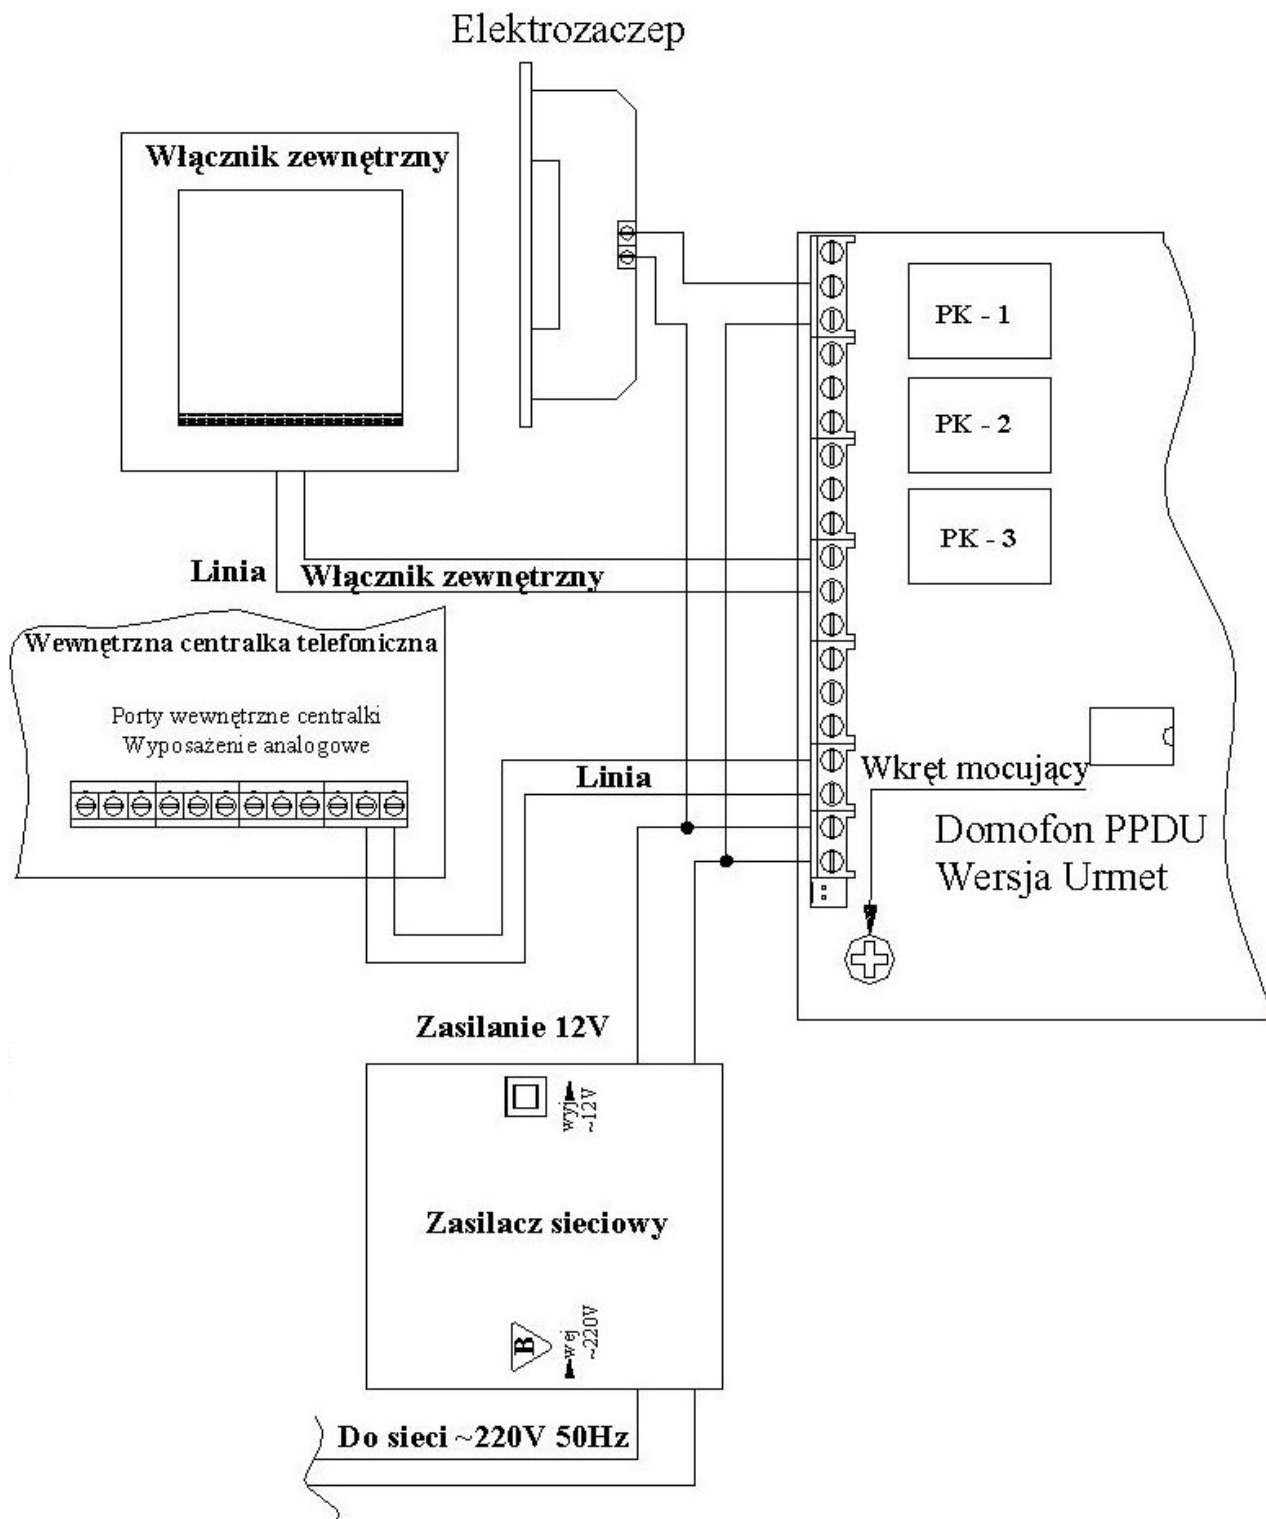 Elektrozaczep
Włącznik zewnętrzny
PK - 1
PK - 2
PK - 3
Linia
Włącznik zewnętrzny
Wewnętrzna centralka telefoniczna
Porty wewnętrzne centralki
Wyposażenie analogowe
Linia
Wkręt mocujący
Domofon PPDU
Wersja Urmet
Zasilanie 12V
wyj
~12V
Zasilacz sieciowy
B
wej
~220V
Do sieci ~220V 50Hz